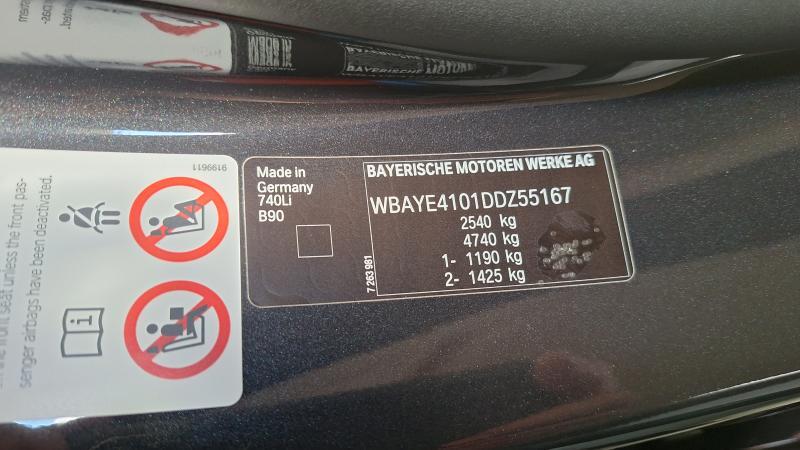 BAYERISCHE MOTOREN
9199611
the front seat unless the front pas-
senger airbags have been deactivated.
Made in
Germany
740Li
B90
7 263 981
BAYERISCHE MOTOREN WERKE AG
WBAYE4101DDZ55167
2540 kg
4740 kg
1- 1190 kg
2- 1425 kg